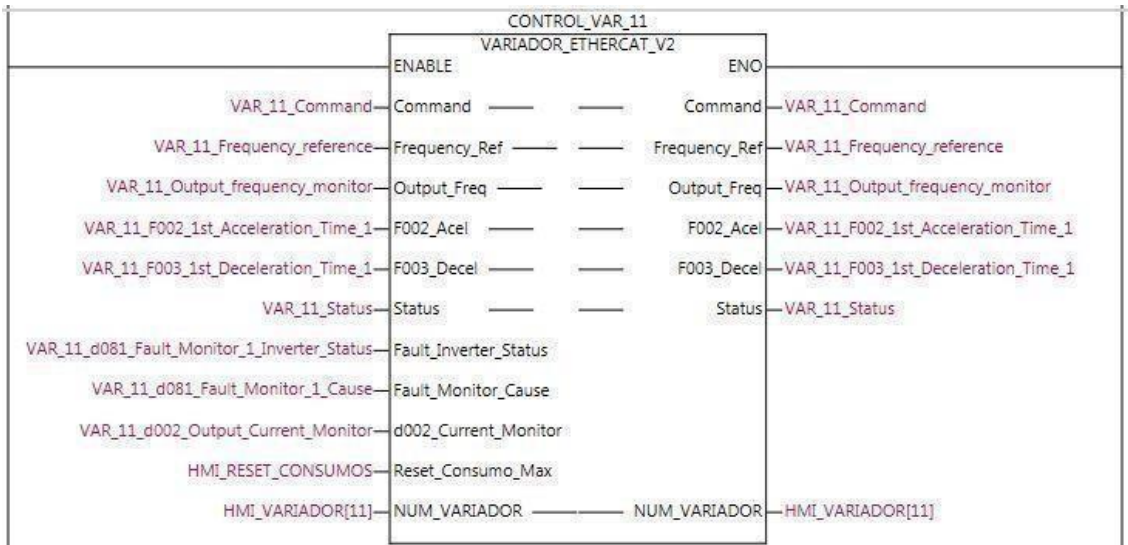 CONTROL_VAR_11
VARIADOR_ETHERCAT_V2
ENABLE ENO
VAR_11_Command Command Command VAR_11_Command
VAR_11_Frequency_reference Frequency_Ref Frequency_Ref VAR_11_Frequency_reference
VAR_11_Output_frequency_monitor Output_Freq Output_Freq VAR_11_Output_frequency_monitor
VAR_11_F002_1st_Acceleration_Time_1 F002_Acel F002_Acel VAR_11_F002_1st_Acceleration_Time_1
VAR_11_F003_1st_Deceleration_Time_1 F003_Decel F003_Decel VAR_11_F003_1st_Deceleration_Time_1
VAR_11_Status Status Status VAR_11_Status
VAR_11_d081_Fault_Monitor_1_Inverter_Status Fault_Inverter_Status
VAR_11_d081_Fault_Monitor_1_Cause Fault_Monitor_Cause
VAR_11_d002_Output_Current_Monitor d002_Current_Monitor
HMI_RESET_CONSUMOS Reset_Consumo_Max
HMI_VARIADOR[11] NUM_VARIADOR NUM_VARIADOR HMI_VARIADOR[11]